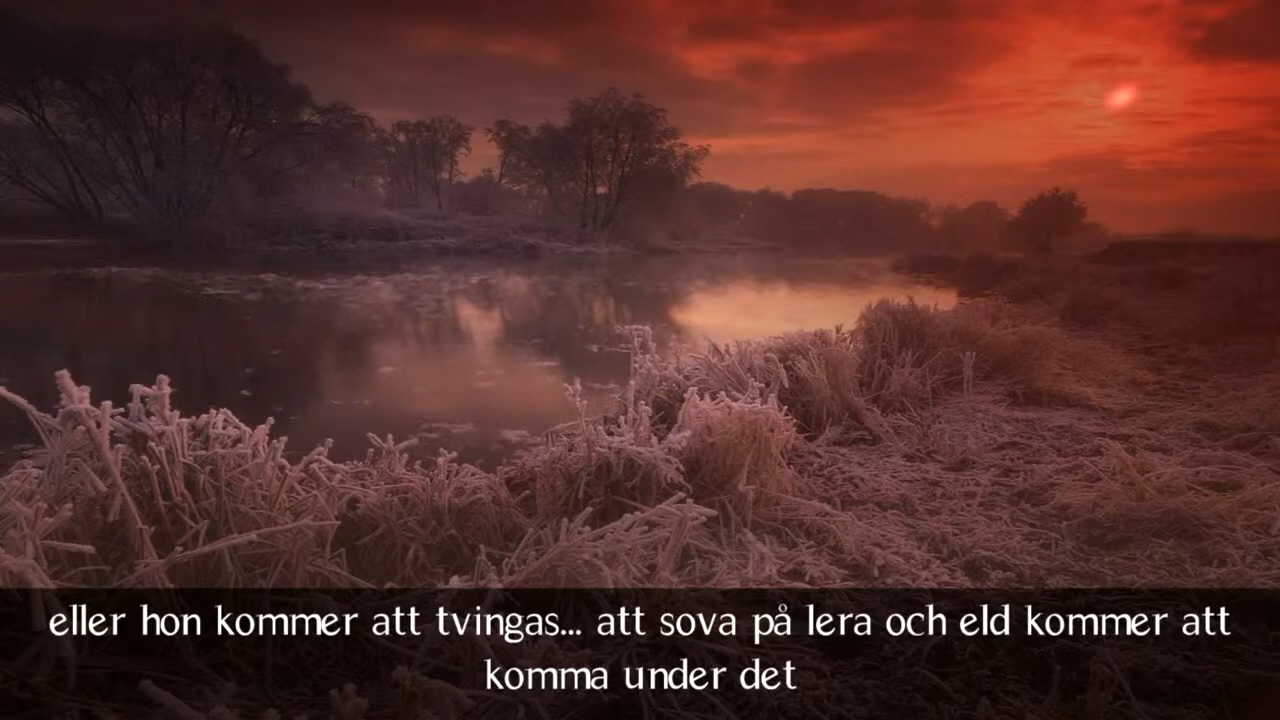 eller hon kommer att tvingas... att sova på lera och eld kommer att
komma under det